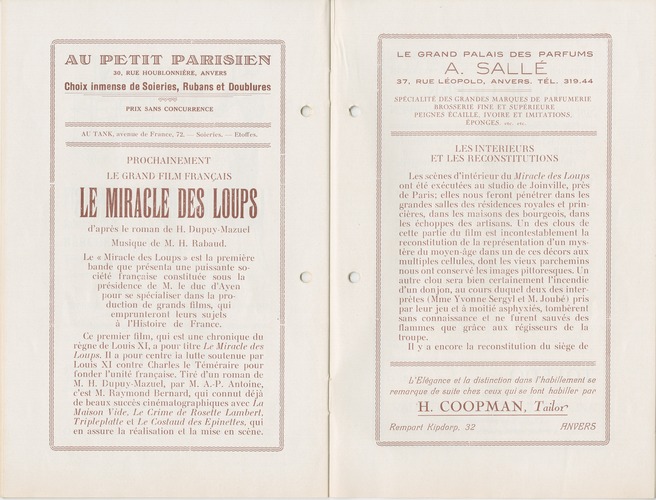 AU PETIT PARISIEN
30, RUE HOUBLONNIÈRE, ANVERS
Choix inmense de Soieries, Rubans et Doublures
PRIX SANS CONCURRENCE
AU TANK, avenue de France, 72. — Soieries. — Etoffes.
PROCHAINEMENT
LE GRAND FILM FRANÇAIS
LE MIRACLE DES LOUPS
d'après le roman de H. Dupuy-Mazuel
Musique de M. H. Rabaud.
Le « Miracle des Loups » est la première
bande que présenta une puissante so-
ciété française constituée sous la
présidence de M. le duc d'Ayen
pour se spécialiser dans la pro-
duction de grands films, qui
emprunteront leurs sujets
à l'Histoire de France.
Ce premier film, qui est une chronique du
règne de Louis XI, a pour titre Le Miracle des
Loups. Il a pour centre la lutte soutenue par
Louis XI contre Charles le Téméraire pour
fonder l'unité française. Tiré d'un roman de
M. H. Dupuy-Mazuel, par M. A.-P. Antoine,
c'est M. Raymond Bernard, qui connut déjà
de beaux succès cinématographiques avec La
Maison Vide, Le Crime de Rosette Lambert,
Tripleplatte et Le Costaud des Epinettes, qui
en assure la réalisation et la mise en scène.
LE GRAND PALAIS DES PARFUMS
A. SALLÉ
37, RUE LÉOPOLD, ANVERS. TÉL. 319.44
SPÉCIALITÉ DES GRANDES MARQUES DE PARFUMERIE
BROSSERIE FINE ET SUPÉRIEURE
PEIGNES ÉCAILLE, IVOIRE ET IMITATIONS.
ÉPONGES, etc. etc.
LES INTERIEURS
ET LES RECONSTITUTIONS
Les scènes d'intérieur du Miracle des Loups
ont été exécutées au studio de Joinville, près
de Paris; elles nous feront pénétrer dans les
grandes salles des résidences royales et prin-
cières, dans les maisons des bourgeois, dans
les échoppes des artisans. Un des clous de
cette partie du film est incontestablement la
reconstitution de la représentation d'un mys-
tère du moyen-âge dans un de ces décors aux
multiples cellules, dont les vieux parchemins
nous ont conservé les images pittoresques. Un
autre clou sera bien certainement l'incendie
d'un donjon, au cours duquel deux des inter-
prètes (Mme Yvonne Sergyl et M. Joubé) pris
par leur jeu et à moitié asphyxiés, tombèrent
sans connaissance et ne furent sauvés des
flammes que grâce aux régisseurs de la
troupe.
Il y a encore la reconstitution du siège de
L'Élégance et la distinction dans l'habillement se
remarque de suite chez ceux qui se font habiller par
H. COOPMAN, Tailor
Rempart Kipdorp, 32 ANVERS